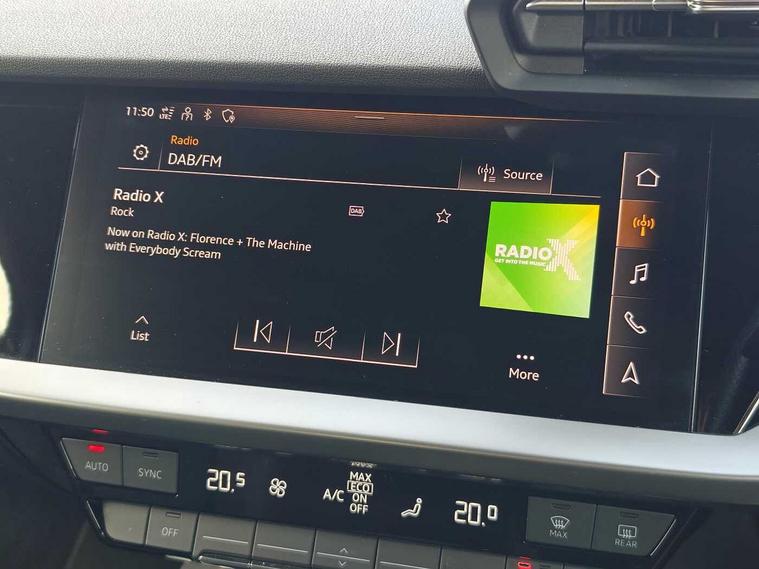 11:50 LTE
Radio
DAB/FM
Source
Radio X
Rock
DAB
Now on Radio X: Florence + The Machine
with Everybody Scream
RADIO X
GET INTO THE MUSIC
List
More
AUTO
SYNC
20.5
A/C
MAX
ECO
ON
OFF
20.0
OFF
MAX
REAR